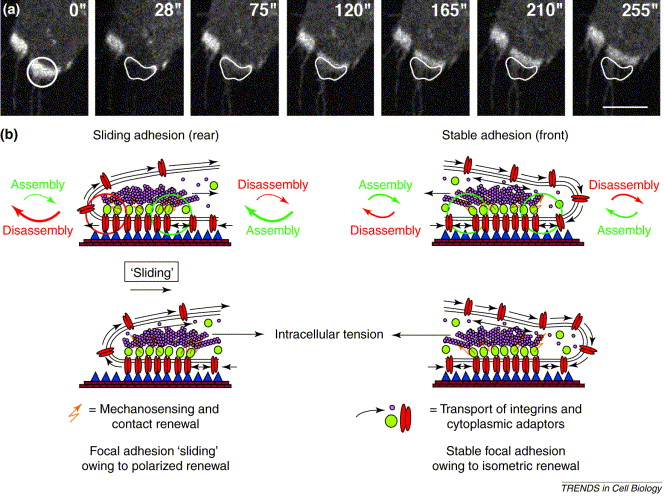 (a)
0" 28" 75" 120" 165" 210" 255"
(b)
Sliding adhesion (rear)
Stable adhesion (front)
Assembly
Disassembly
Disassembly
Assembly
Assembly
Disassembly
Disassembly
Assembly
'Sliding'
Intracellular tension
= Mechanosensing and
contact renewal
= Transport of integrins and
cytoplasmic adaptors
Focal adhesion 'sliding'
owing to polarized renewal
Stable focal adhesion
owing to isometric renewal
TRENDS in Cell Biology